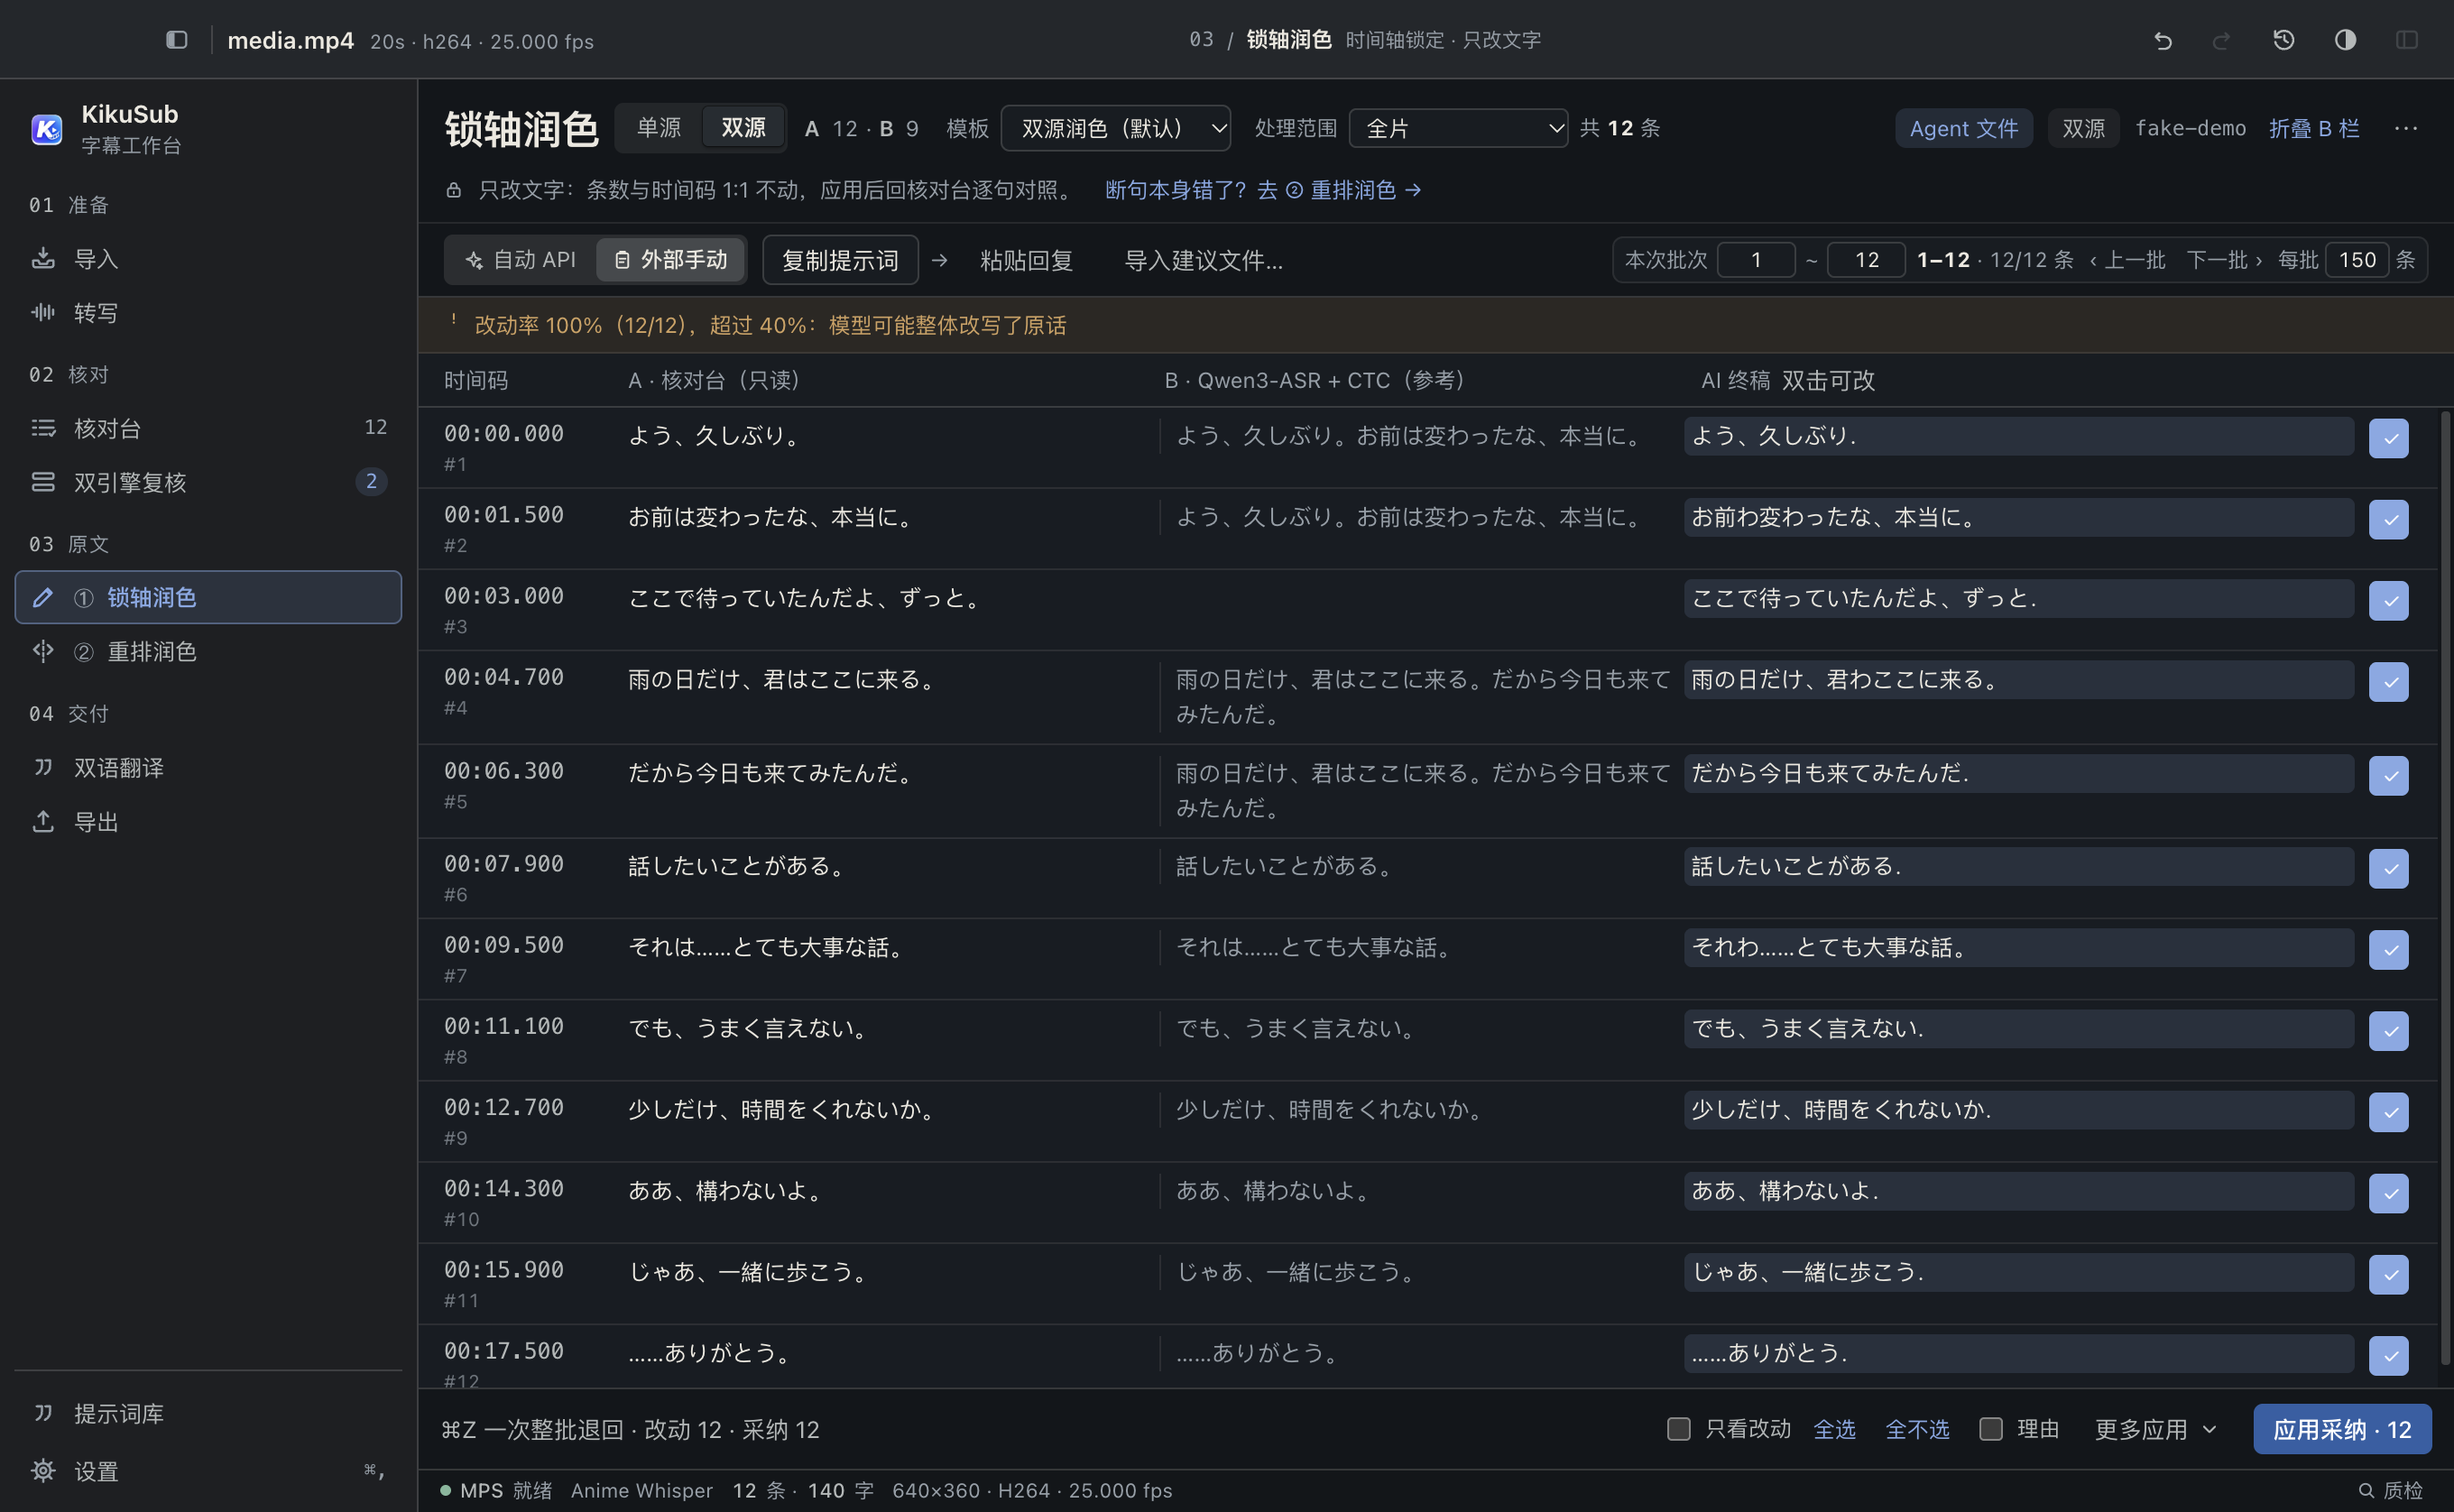 media.mp4 20s · h264 · 25.000 fps
03 / 锁轴润色 时间轴锁定 · 只改文字
KikuSub
字幕工作台
01 准备
导入
转写
02 核对
核对台 12
双引擎复核 2
03 原文
① 锁轴润色
② 重排润色
04 交付
双语翻译
导出
提示词库
设置 ⌘,
锁轴润色 单源 双源 A 12 · B 9 模板 双源润色（默认） 处理范围 全片 共 12 条 Agent 文件 双源 fake-demo 折叠 B 栏 ···
只改文字：条数与时间码 1:1 不动，应用后回核对台逐句对照。 断句本身错了？去 ② 重排润色 →
自动 API 外部手动 复制提示词 → 粘贴回复 导入建议文件... 本次批次 1 ~ 12 1–12 · 12/12 条 ‹ 上一批 下一批 › 每批 150 条
! 改动率 100%（12/12），超过 40%：模型可能整体改写了原话
时间码 A · 核对台（只读） B · Qwen3-ASR + CTC（参考） AI 终稿 双击可改
00:00.000 よう、久しぶり。 よう、久しぶり。お前は変わったな、本当に。 よう、久しぶり.
#1
00:01.500 お前は変わったな、本当に。 よう、久しぶり。お前は変わったな、本当に。 お前わ変わったな、本当に。
#2
00:03.000 ここで待っていたんだよ、ずっと。 ここで待っていたんだよ、ずっと.
#3
00:04.700 雨の日だけ、君はここに来る。 雨の日だけ、君はここに来る。だから今日も来て 雨の日だけ、君わここに来る。
#4 みたんだ。
00:06.300 だから今日も来てみたんだ。 雨の日だけ、君はここに来る。だから今日も来て だから今日も来てみたんだ.
#5 みたんだ。
00:07.900 話したいことがある。 話したいことがある。 話したいことがある.
#6
00:09.500 それは……とても大事な話。 それは……とても大事な話。 それわ……とても大事な話。
#7
00:11.100 でも、うまく言えない。 でも、うまく言えない。 でも、うまく言えない.
#8
00:12.700 少しだけ、時間をくれないか。 少しだけ、時間をくれないか。 少しだけ、時間をくれないか.
#9
00:14.300 ああ、構わないよ。 ああ、構わないよ。 ああ、構わないよ.
#10
00:15.900 じゃあ、一緒に歩こう。 じゃあ、一緒に歩こう。 じゃあ、一緒に歩こう.
#11
00:17.500 ……ありがとう。 ……ありがとう。 ……ありがとう.
#12
⌘Z 一次整批退回 · 改动 12 · 采纳 12 只看改动 全选 全不选 理由 更多应用 应用采纳 · 12
MPS 就绪 Anime Whisper 12 条 · 140 字 640×360 · H264 · 25.000 fps 质检